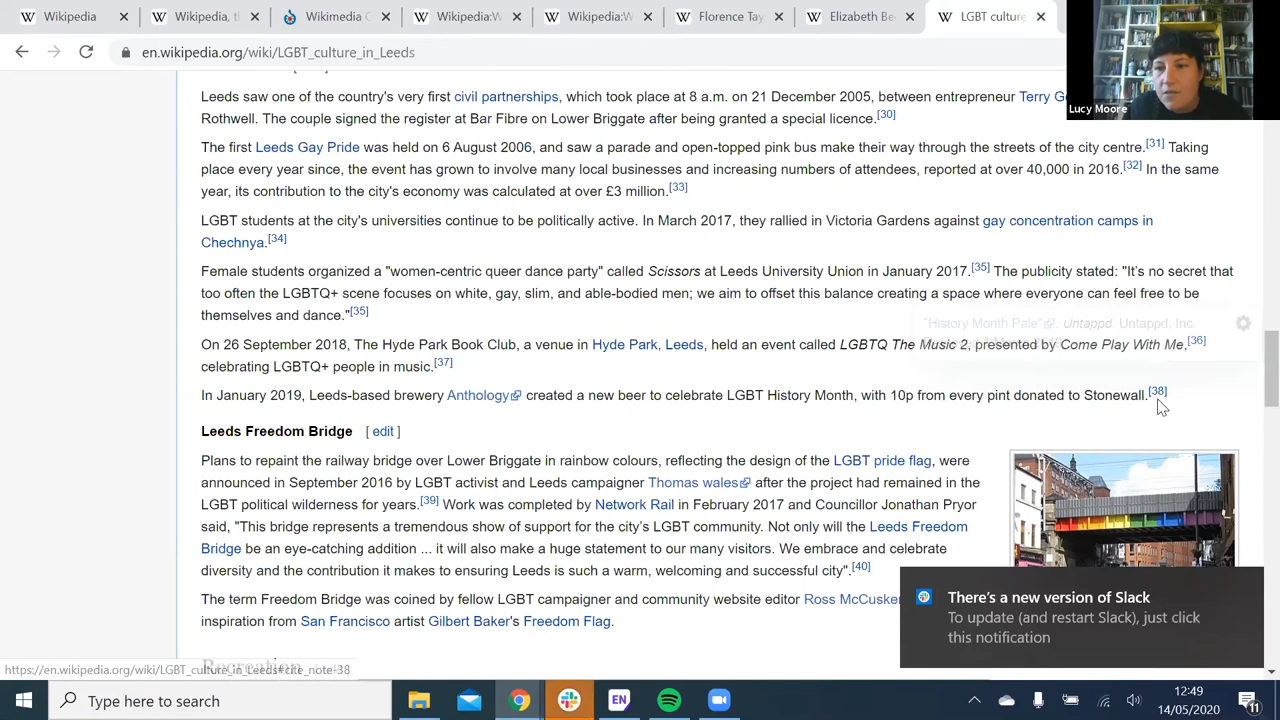 Wikipedia
Wikipedia, th
Wikimedia C
Wikipedia:W
Wikipedia:W
Florence Tay
Elizabeth Be
LGBT culture
en.wikipedia.org/wiki/LGBT_culture_in_Leeds
Lucy Moore
Leeds saw one of the country's very first civil partnerships, which took place at 8 a.m. on 21 December 2005, between entrepreneur Terry G
Rothwell. The couple signed register at Bar Fibre on Lower Briggate after being granted a special licence.[30]
The first Leeds Gay Pride was held on 6 August 2006, and saw a parade and open-topped pink bus make their way through the streets of the city centre.[31] Taking
place every year since, the event has grown to involve many local businesses and increasing numbers of attendees, reported at over 40,000 in 2016.[32] In the same
year, its contribution to the city's economy was calculated at over £3 million.[33]
LGBT students at the city's universities continue to be politically active. In March 2017, they rallied in Victoria Gardens against gay concentration camps in
Chechnya.[34]
Female students organized a "women-centric queer dance party" called Scissors at Leeds University Union in January 2017.[35] The publicity stated: "It's no secret that
too often the LGBTQ+ scene focuses on white, gay, slim, and able-bodied men; we aim to offset this balance creating a space where everyone can feel free to be
themselves and dance."[35]
"History Month Pale". Untappd. Untappd, Inc.
On 26 September 2018, The Hyde Park Book Club, a venue in Hyde Park, Leeds, held an event called LGBTQ The Music 2, presented by Come Play With Me,[36]
celebrating LGBTQ+ people in music.[37]
In January 2019, Leeds-based brewery Anthology created a new beer to celebrate LGBT History Month, with 10p from every pint donated to Stonewall.[38]
Leeds Freedom Bridge [ edit ]
Plans to repaint the railway bridge over Lower Briggate in rainbow colours, reflecting the design of the LGBT pride flag, were
announced in September 2016 by LGBT activist and Leeds campaigner Thomas wales after the project had remained in the
LGBT political wilderness for years.[39] Work was completed by Network Rail in February 2017 and Councillor Jonathan Pryor
said, "This bridge represents a tremendous show of support for the city's LGBT community. Not only will the Leeds Freedom
Bridge be an eye-catching addition ... it will also make a huge statement to our many visitors. We embrace and celebrate
diversity and the contribution it makes to ensuring Leeds is such a warm, welcoming and successful city".[40]
The term Freedom Bridge was coined by fellow LGBT campaigner and community website editor Ross McCusker
inspiration from San Francisco artist Gilbert Baker's Freedom Flag.
There's a new version of Slack
To update (and restart Slack), just click
this notification
Recreation
https://en.wikipedia.org/wiki/LGBT_culture_in_Leeds#cite_note-38
Type here to search
EN
12:49
14/05/2020
11